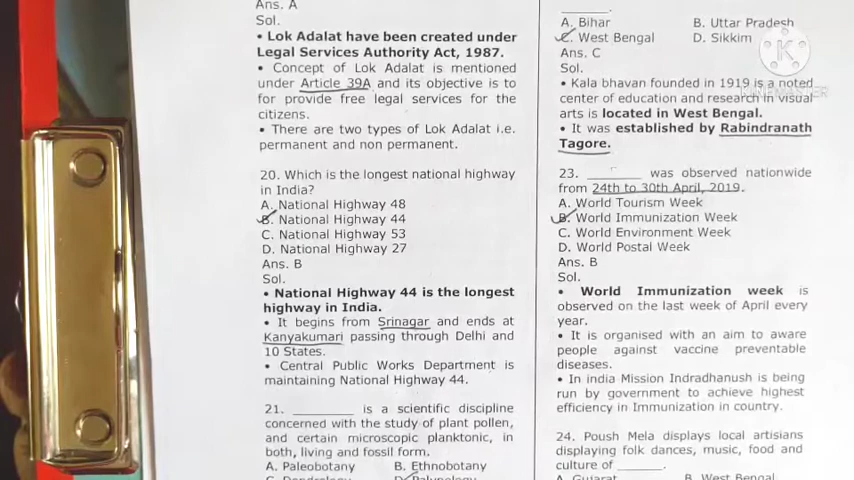 Ans. A
Sol.
• Lok Adalat have been created under
Legal Services Authority Act, 1987.
• Concept of Lok Adalat is mentioned
under Article 39A and its objective is to
for provide free legal services for the
citizens.
• There are two types of Lok Adalat i.e.
permanent and non permanent.
20. Which is the longest national highway
in India?
A. National Highway 48
B. National Highway 44
C. National Highway 53
D. National Highway 27
Ans. B
Sol.
• National Highway 44 is the longest
highway in India.
• It begins from Srinagar and ends at
Kanyakumari passing through Delhi and
10 States.
• Central Public Works Department is
maintaining National Highway 44.
21. ________ is a scientific discipline
concerned with the study of plant pollen,
and certain microscopic planktonic, in
both, living and fossil form.
A. Paleobotany B. Ethnobotany
C. Dendrology D. Palynology
______.
A. Bihar B. Uttar Pradesh
C. West Bengal D. Sikkim
Ans. C
Sol.
• Kala bhavan founded in 1919 is a noted
center of education and research in visual
arts is located in West Bengal.
• It was established by Rabindranath
Tagore.
23. _______ was observed nationwide
from 24th to 30th April, 2019.
A. World Tourism Week
B. World Immunization Week
C. World Environment Week
D. World Postal Week
Ans. B
Sol.
• World Immunization week is
observed on the last week of April every
year.
• It is organised with an aim to aware
people against vaccine preventable
diseases.
• In india Mission Indradhanush is being
run by government to achieve highest
efficiency in Immunization in country.
24. Poush Mela displays local artisians
displaying folk dances, music, food and
culture of ______.
A. Gujarat B. West Bengal
K
KINEMASTER